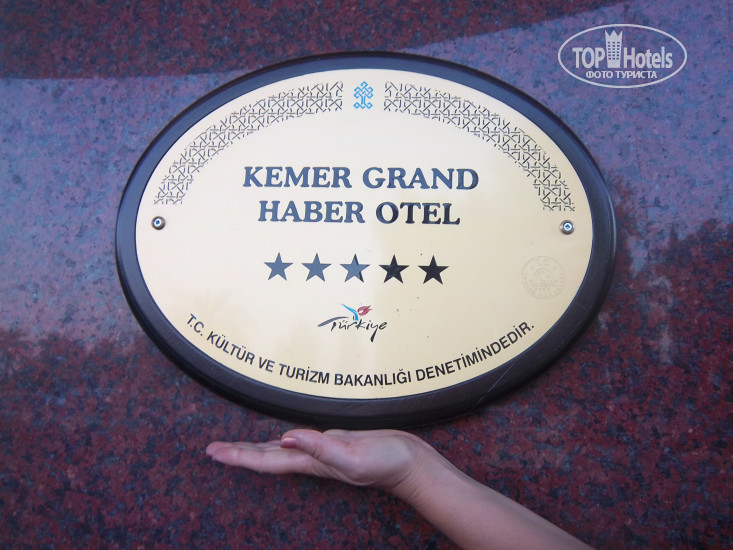 TOP Hotels
ФОТО ТУРИСТА
KEMER GRAND
HABER OTEL
Türkiye
T.C. KÜLTÜR VE TURİZM BAKANLIĞI DENETİMİNDEDİR.